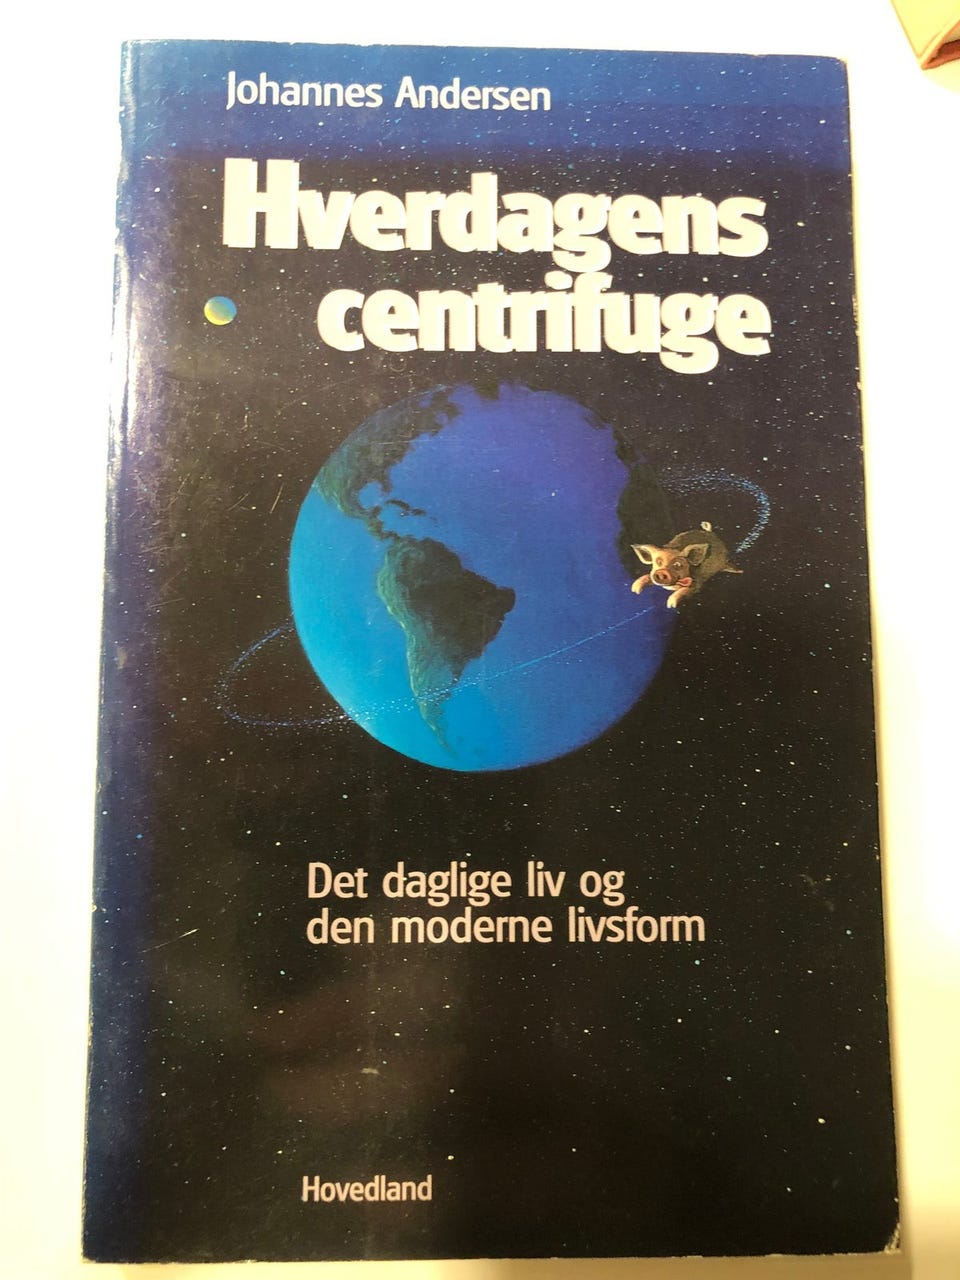 Johannes Andersen
Hverdagens
centrifuge
Det daglige liv og
den moderne livsform
Hovedland